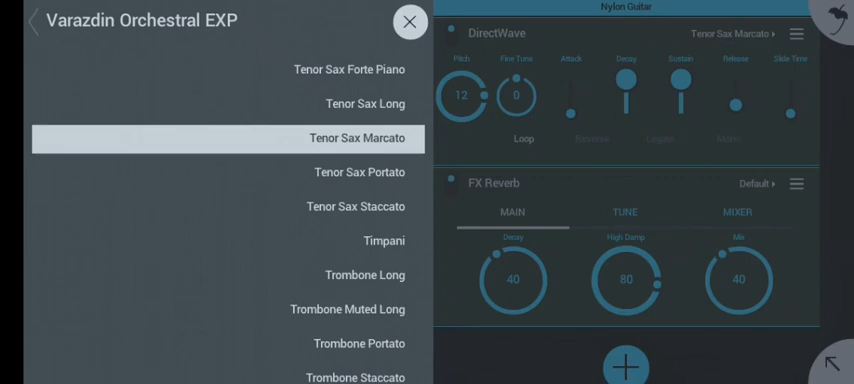 Varazdin Orchestral EXP
Tenor Sax Forte Piano
Tenor Sax Long
Tenor Sax Marcato
Tenor Sax Portato
Tenor Sax Staccato
Timpani
Trombone Long
Trombone Muted Long
Trombone Portato
Trombone Staccato
Nylon Guitar
DirectWave
Tenor Sax Marcato
Pitch Fine Tune Attack Decay Sustain Release Slide Time
12 0
Loop Legato Mono
FX Reverb
Default
MAIN TUNE MIXER
Decay High Damp Mix
40 80 40